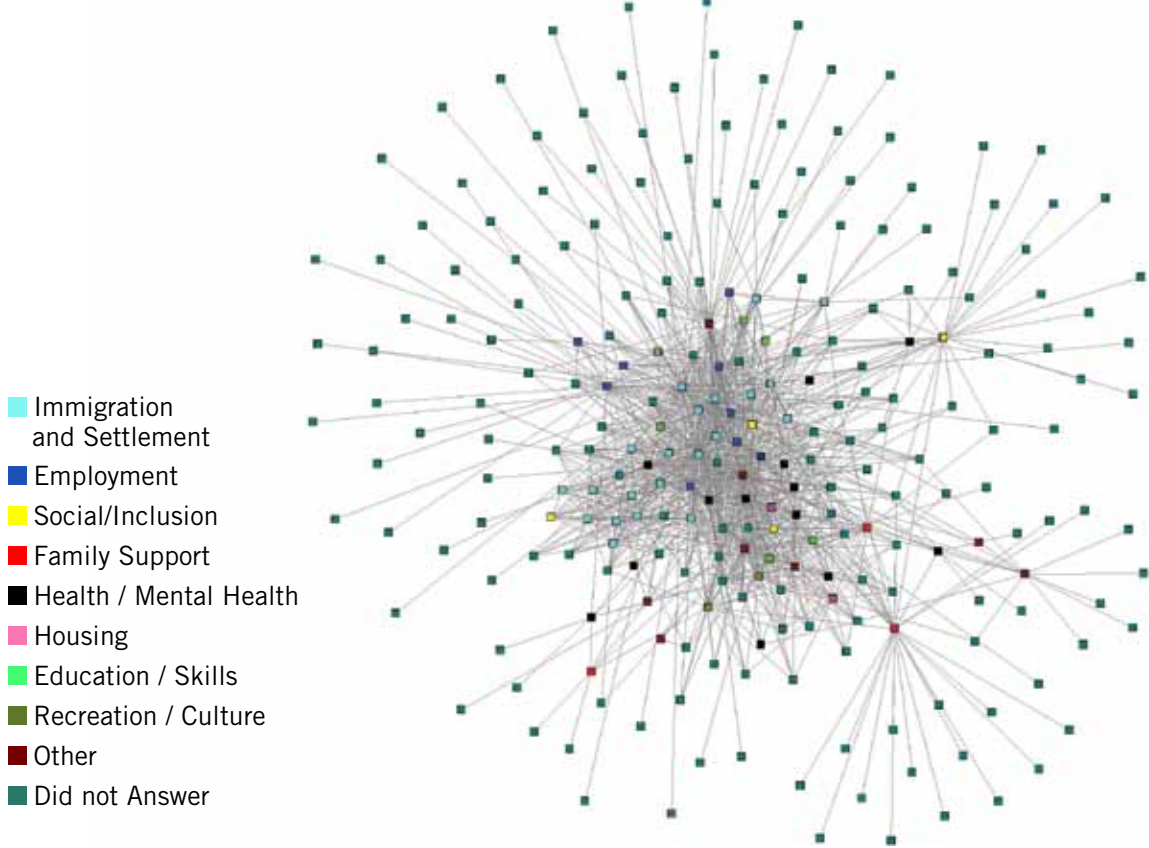 Immigration
and Settlement
Employment
Social/Inclusion
Family Support
Health / Mental Health
Housing
Education / Skills
Recreation / Culture
Other
Did not Answer